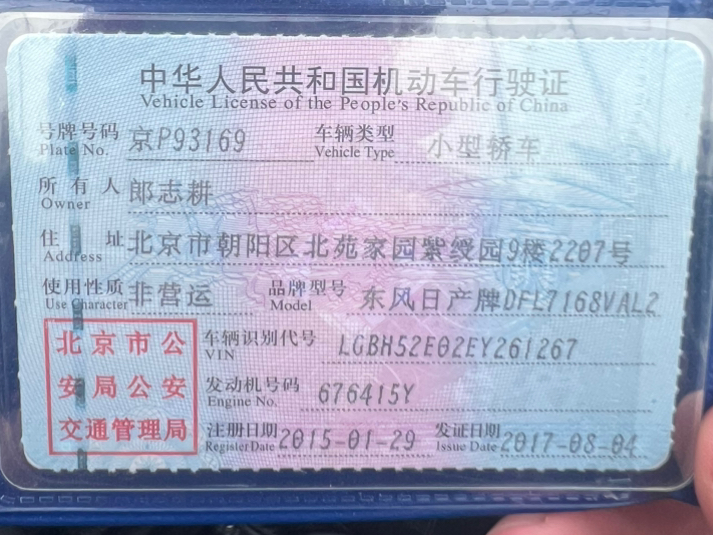 中华人民共和国机动车行驶证
Vehicle License of the People's Republic of China
号牌号码 京P93169 车辆类型 小型轿车
Plate No. Vehicle Type
所有人 郎志耕
Owner
住址 北京市朝阳区北苑家园紫绶园9楼2207号
Address
使用性质 非营运 品牌型号 东风日产牌DFL7168VAL2
Use Character Model
北京市公 车辆识别代号 LGBH52E02EY261267
VIN
安局公安 发动机号码 676415Y
Engine No.
交通管理局 注册日期 2015-01-29 发证日期 2017-08-04
Register Date Issue Date